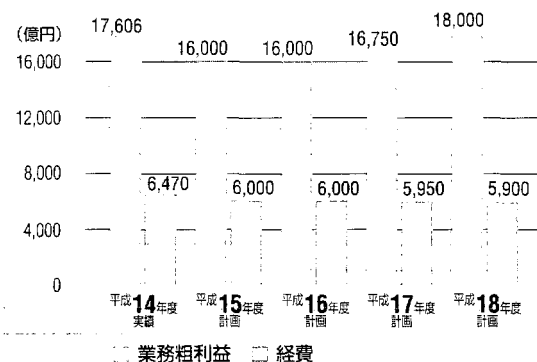 (億円)
17,606 16,000 16,000 16,750 18,000
16,000
12,000
8,000
6,470 6,000 6,000 5,950 5,900
4,000
0
平成14年度 平成15年度 平成16年度 平成17年度 平成18年度
実績 計画 計画 計画 計画
業務粗利益 経費